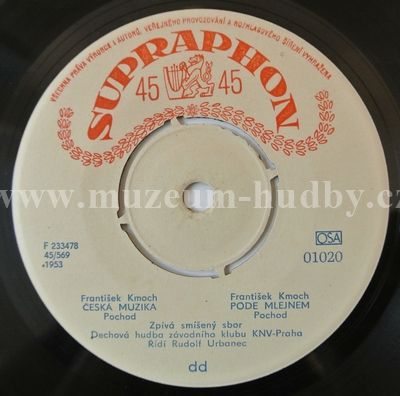 VŠECHNA PRÁVA VÝROBCE I AUTORŮ, VEŘEJNÉHO PROVOZOVÁNÍ A ROZHLASOVÉHO ŠÍŘENÍ VYHRAŽENA
SUPRAPHON
45 45
www.muzeum-hudby.cz
F 233478
45/569
*1953
OSA
01020
František Kmoch
ČESKÁ MUZIKA
Pochod
František Kmoch
PODE MLEJNEM
Pochod
Zpívá smíšený sbor
Dechová hudba závodního klubu KNV-Praha
Řídí Rudolf Urbanec
dd